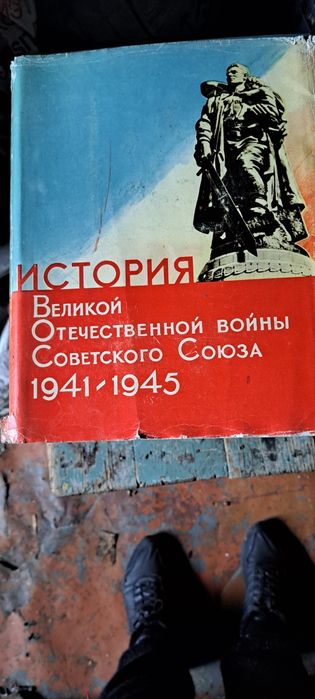 ИСТОРИЯ
Великой
Отечественной войны
Советского Союза
1941-1945